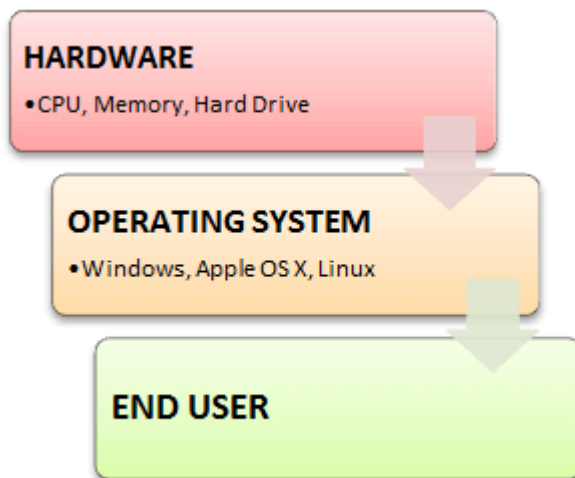 HARDWARE
•CPU, Memory, Hard Drive
OPERATING SYSTEM
•Windows, Apple OS X, Linux
END USER